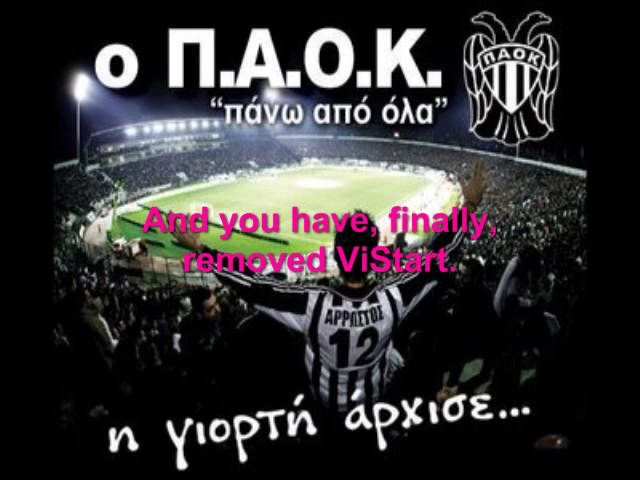 ο Π.Α.Ο.Κ.
ΠΑΟΚ
“πάνω από όλα”
And you have, finally,
removed ViStart.
ΑΡΡΩΣΤΟΣ
12
η γιορτή άρχισε...